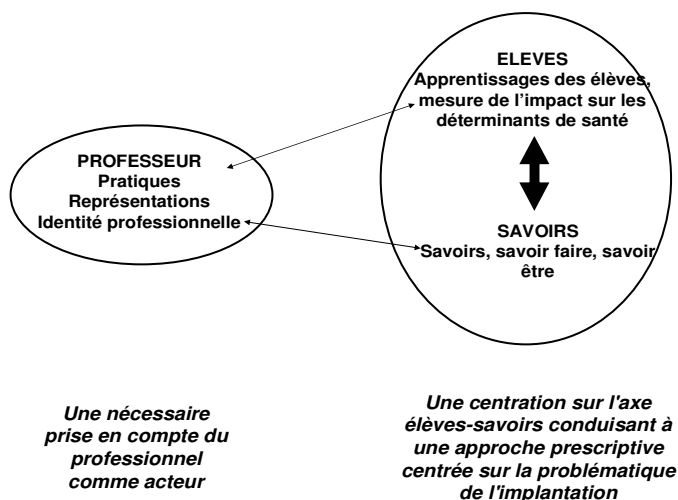 ELEVES
Apprentissages des élèves,
mesure de l'impact sur les
déterminants de santé
PROFESSEUR
Pratiques
Représentations
Identité professionnelle
SAVOIRS
Savoirs, savoir faire, savoir
être
Une nécessaire
prise en compte du
professionnel
comme acteur
Une centration sur l'axe
élèves-savoirs conduisant à
une approche prescriptive
centrée sur la problématique
de l'implantation